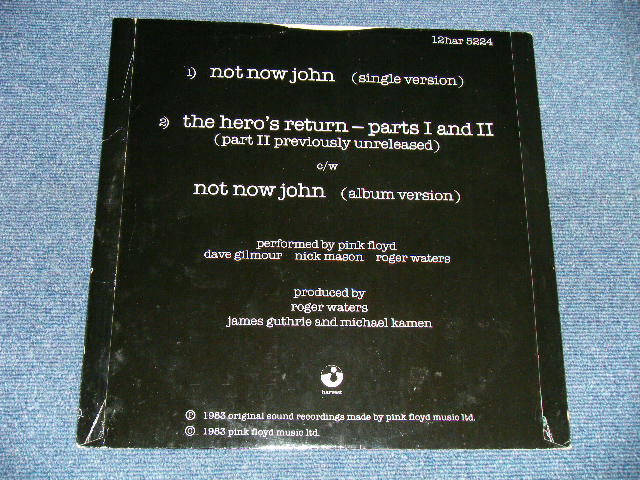 12har 5224
1) not now john (single version)
2) the hero's return – parts I and II
(part II previously unreleased)
c/w
not now john (album version)
performed by pink floyd
dave gilmour nick mason roger waters
produced by
roger waters
james guthrie and michael kamen
harvest
Ⓟ 1983 original sound recordings made by pink floyd music ltd.
© 1983 pink floyd music ltd.